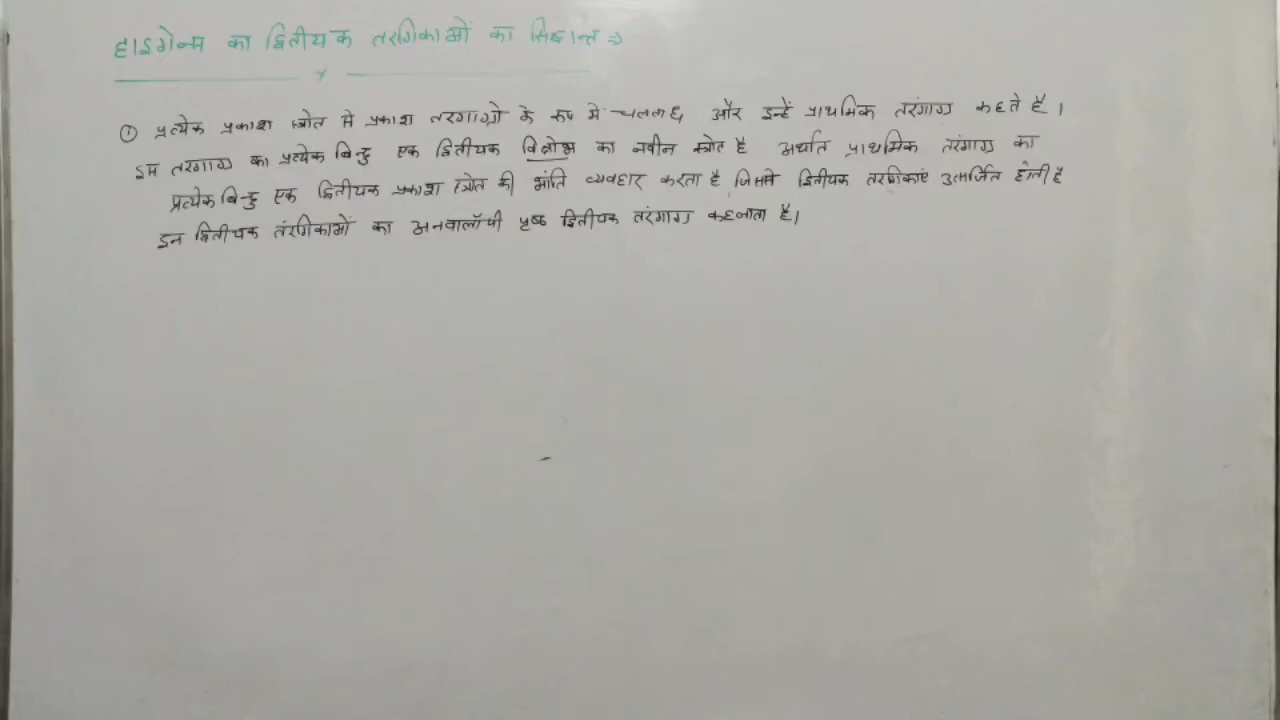 हाइगेन्स का द्वितीयक तरंगिकाओं का सिद्धान्त ⇒
① प्रत्येक प्रकाश स्त्रोत से प्रकाश तरंगाग्रो के रूप में चलता है, और इन्हें प्राथमिक तरंगाग्र कहते है।
इस तरंगाग्र का प्रत्येक बिन्दु एक द्वितीयक विक्षोभ का नवीन स्त्रोत है अर्थात प्राथमिक तरंगाग्र का
प्रत्येक बिन्दु एक द्वितीयक प्रकाश स्त्रोत की भांति व्यवहार करता है जिससे द्वितीयक तरंगिकाएं उत्सर्जित होती है
इन द्वितीयक तंरगिकाओं का अनवालॉपी पृष्ठ द्वितीयक तरंगाग्र कहलाता है।